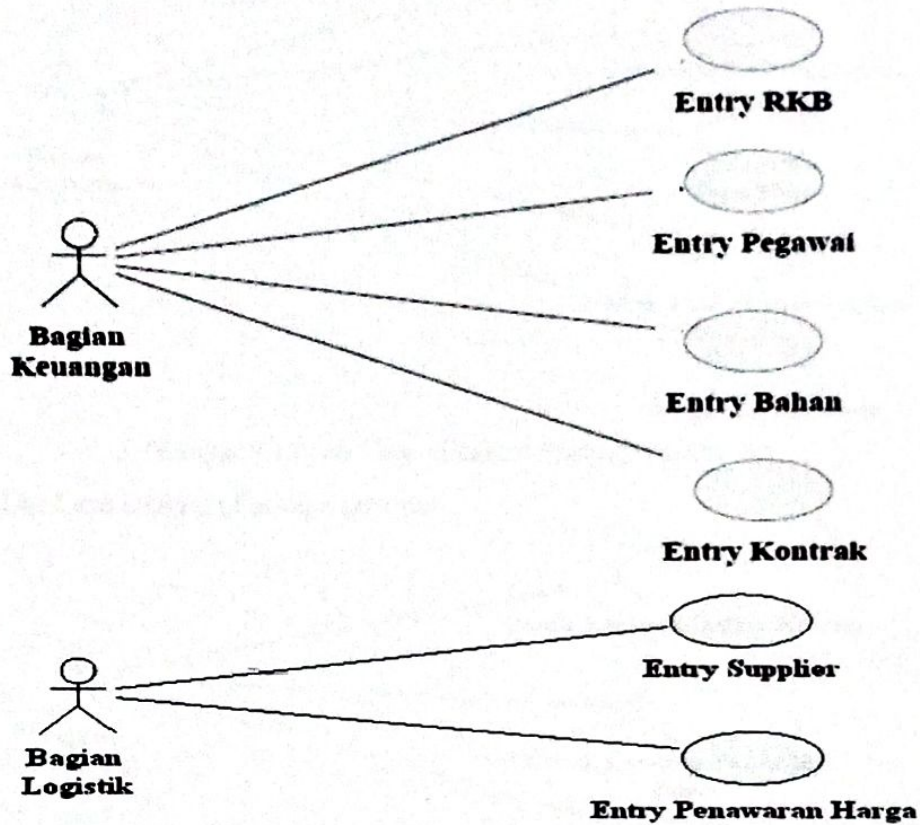 Entry RKB
Entry Pegawai
Bagian
Keuangan
Entry Bahan
Entry Kontrak
Entry Supplier
Bagian
Logistik
Entry Penawaran Harga